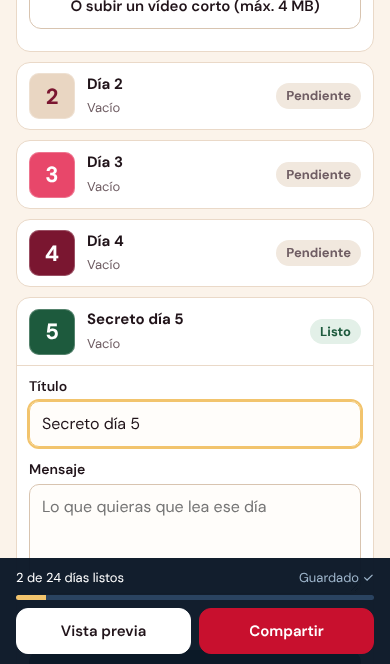 O subir un vídeo corto (máx. 4 MB)
2
Día 2
Vacío
Pendiente
3
Día 3
Vacío
Pendiente
4
Día 4
Vacío
Pendiente
5
Secreto día 5
Vacío
Listo
Título
Secreto día 5
Mensaje
Lo que quieras que lea ese día
2 de 24 días listos
Guardado ✓
Vista previa
Compartir